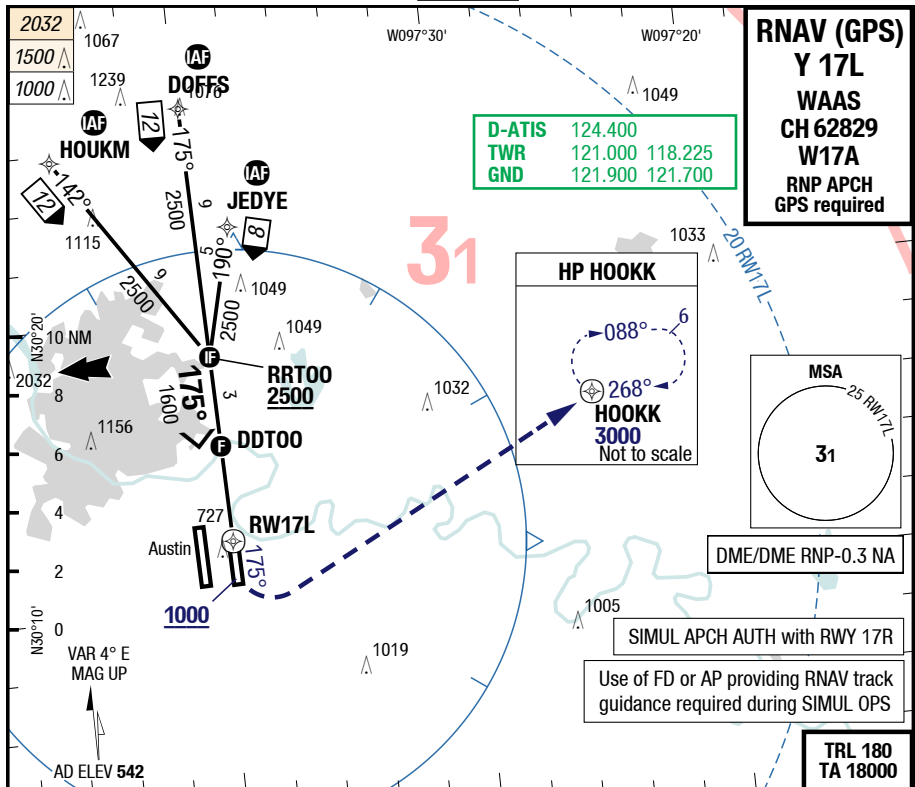 2032
1500
1000
1067
1239
1076
IAF
DOFFS
IAF
HOUKM
IAF
JEDYE
12
12
8
175°
142°
190°
2500
9
2500
9
2500
5
1115
1049
1049
W097°30'
W097°20'
1049
1033
20 RW17L
RNAV (GPS)
Y 17L
WAAS
CH 62829
W17A
RNP APCH
GPS required
D-ATIS 124.400
TWR 121.000 118.225
GND 121.900 121.700
31
HP HOOKK
088°
6
268°
HOOKK
3000
Not to scale
MSA
25 RW17L
31
DME/DME RNP-0.3 NA
N30°20'
10 NM
8
6
4
2
0
N30°10'
2032
1156
IF
RRTOO
2500
175°
1600
3
F
DDTOO
1032
727
RW17L
Austin
175°
1000
1019
1005
SIMUL APCH AUTH with RWY 17R
Use of FD or AP providing RNAV track
guidance required during SIMUL OPS
VAR 4° E
MAG UP
AD ELEV 542
TRL 180
TA 18000